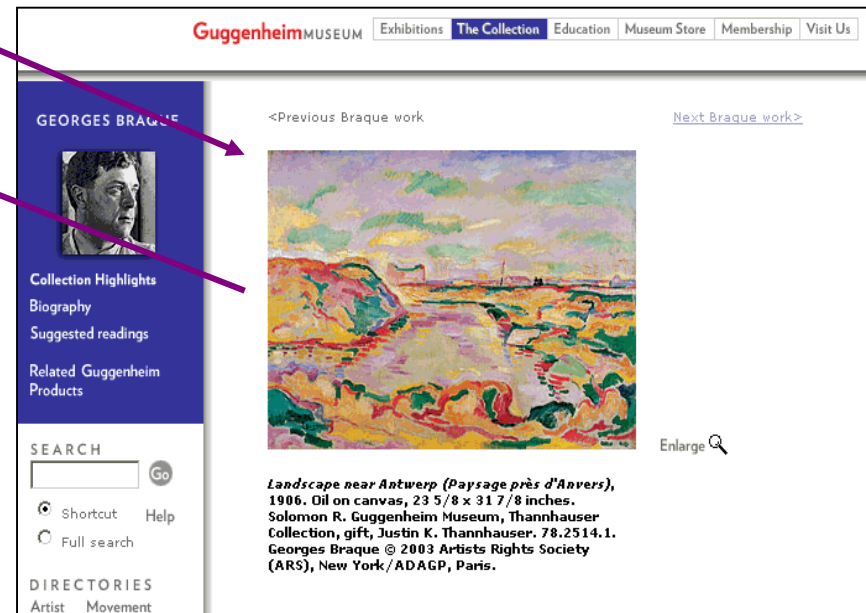 GuggenheimMUSEUM Exhibitions The Collection Education Museum Store Membership Visit Us
GEORGES BRAQUE
Collection Highlights
Biography
Suggested readings
Related Guggenheim
Products
SEARCH
Go
Shortcut Help
Full search
DIRECTORIES
Artist Movement
<Previous Braque work Next Braque work>
Enlarge
Landscape near Antwerp (Paysage près d'Anvers),
1906. Oil on canvas, 23 5/8 x 31 7/8 inches.
Solomon R. Guggenheim Museum, Thannhauser
Collection, gift, Justin K. Thannhauser. 78.2514.1.
Georges Braque © 2003 Artists Rights Society
(ARS), New York/ADAGP, Paris.